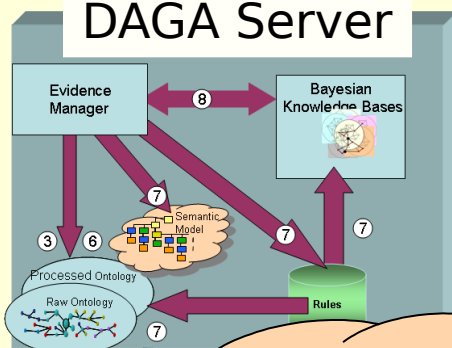 DAGA Server
Evidence
Manager
8
Bayesian
Knowledge Bases
7
Semantic
Model
3
6
7
7
Processed Ontology
Raw Ontology
Rules
7